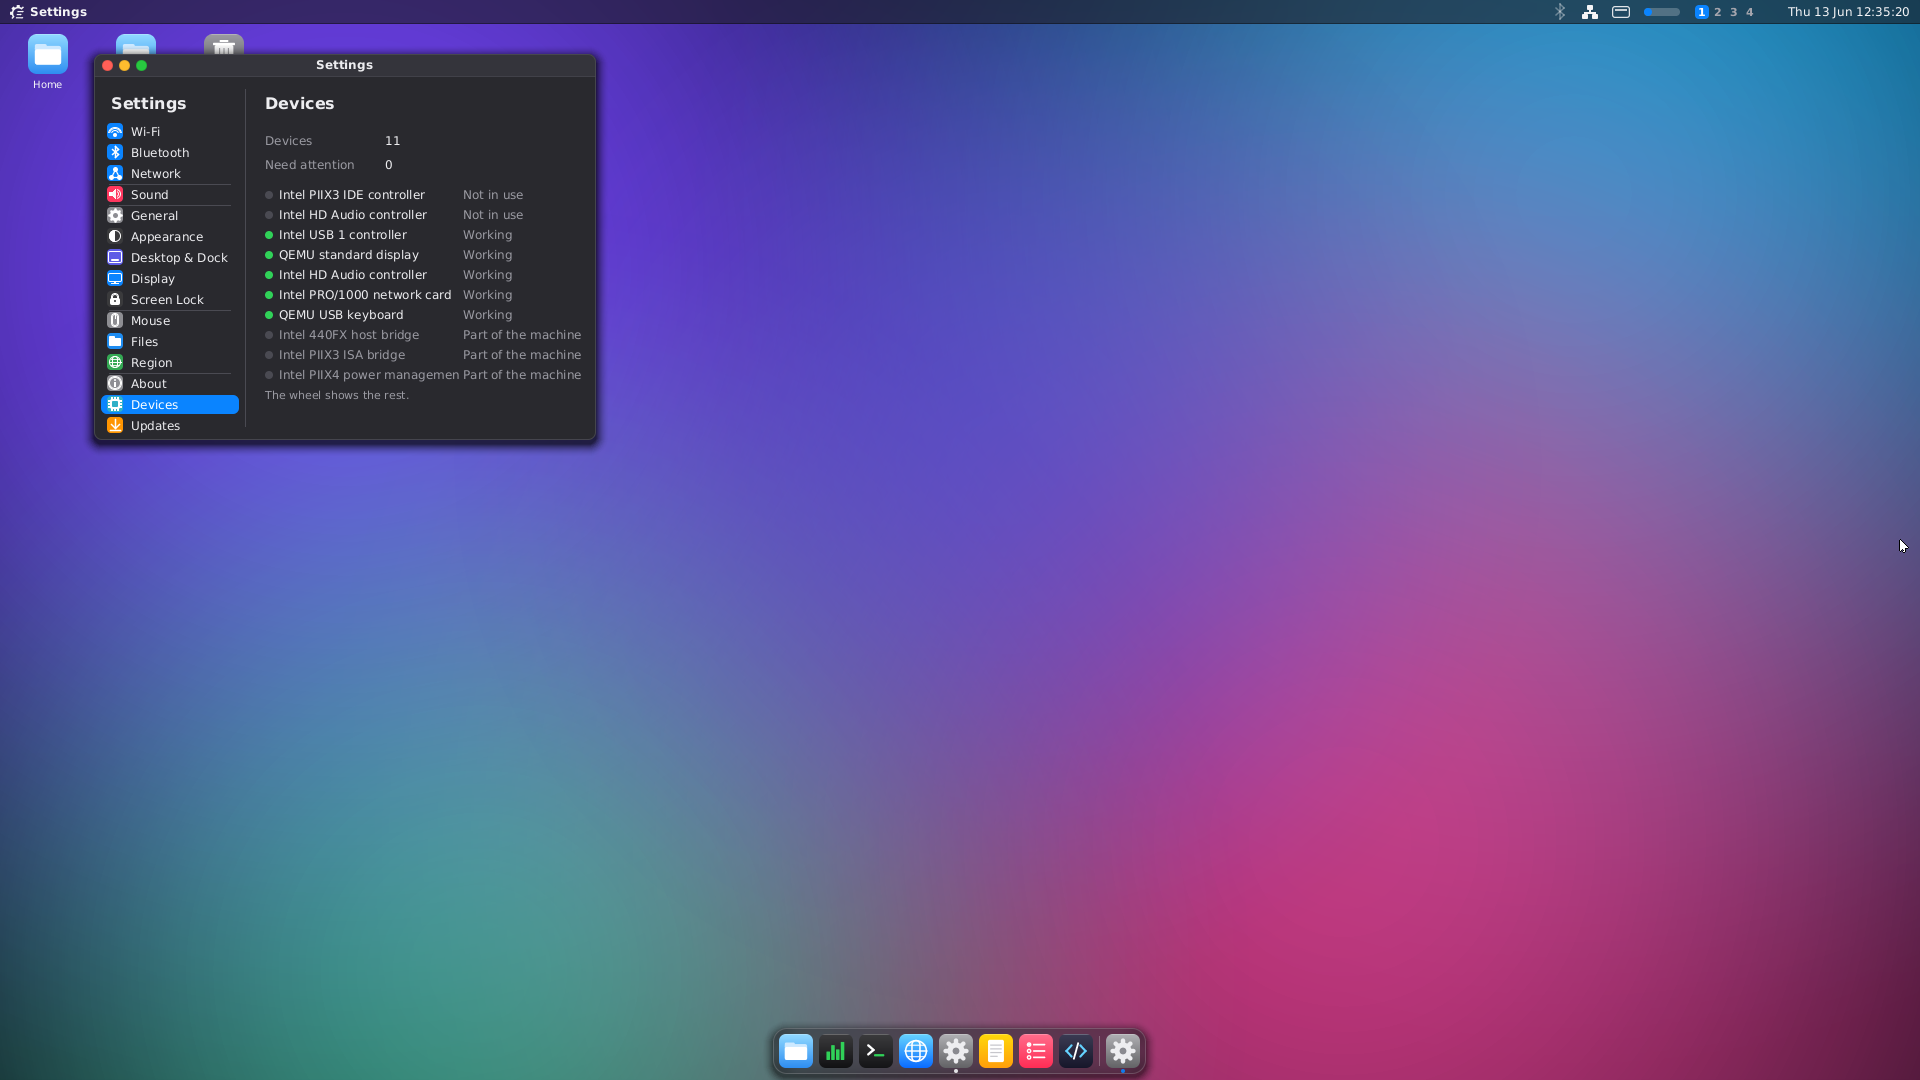 Settings
1 2 3 4
Thu 13 Jun 12:35:20
Home
Settings
Settings
Wi-Fi
Bluetooth
Network
Sound
General
Appearance
Desktop & Dock
Display
Screen Lock
Mouse
Files
Region
About
Devices
Updates
Devices
Devices 11
Need attention 0
Intel PIIX3 IDE controller Not in use
Intel HD Audio controller Not in use
Intel USB 1 controller Working
QEMU standard display Working
Intel HD Audio controller Working
Intel PRO/1000 network card Working
QEMU USB keyboard Working
Intel 440FX host bridge Part of the machine
Intel PIIX3 ISA bridge Part of the machine
Intel PIIX4 power managemen Part of the machine
The wheel shows the rest.